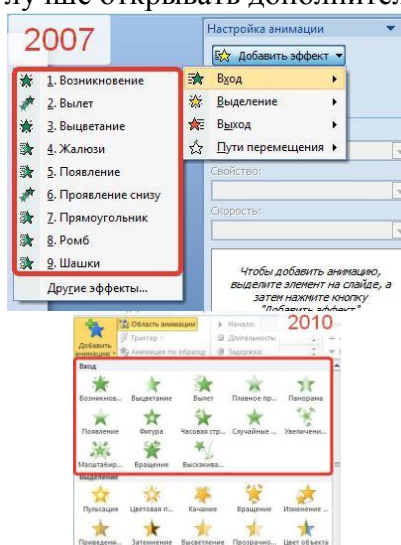 лучше открывать дополнител
2007
Настройка анимации
Добавить эффект
1. Возникновение
2. Вылет
3. Выцветание
4. Жалюзи
5. Появление
6. Проявление снизу
7. Прямоугольник
8. Ромб
9. Шашки
Другие эффекты...
Вход
Выделение
Выход
Пути перемещения
Свойство:
Скорость:
Чтобы добавить анимацию,
выделите элемент на слайде, а
затем нажмите кнопку
"Добавить эффект".
2010
Добавить
анимацию
Область анимации
Триггер
Анимация по образцу
Начало:
Длительность:
Задержка:
Вход
Возникнов... Выцветание Вылет Плавное пр... Панорама
Появление Фигура Часовая стр... Случайные ... Увеличени...
Масштабир... Вращение Выскакива...
Выделение
Пульсация Цветовая п... Качание Вращение Изменение ...
Приведени... Затемнение Высветление Прозрачно... Цвет объекта